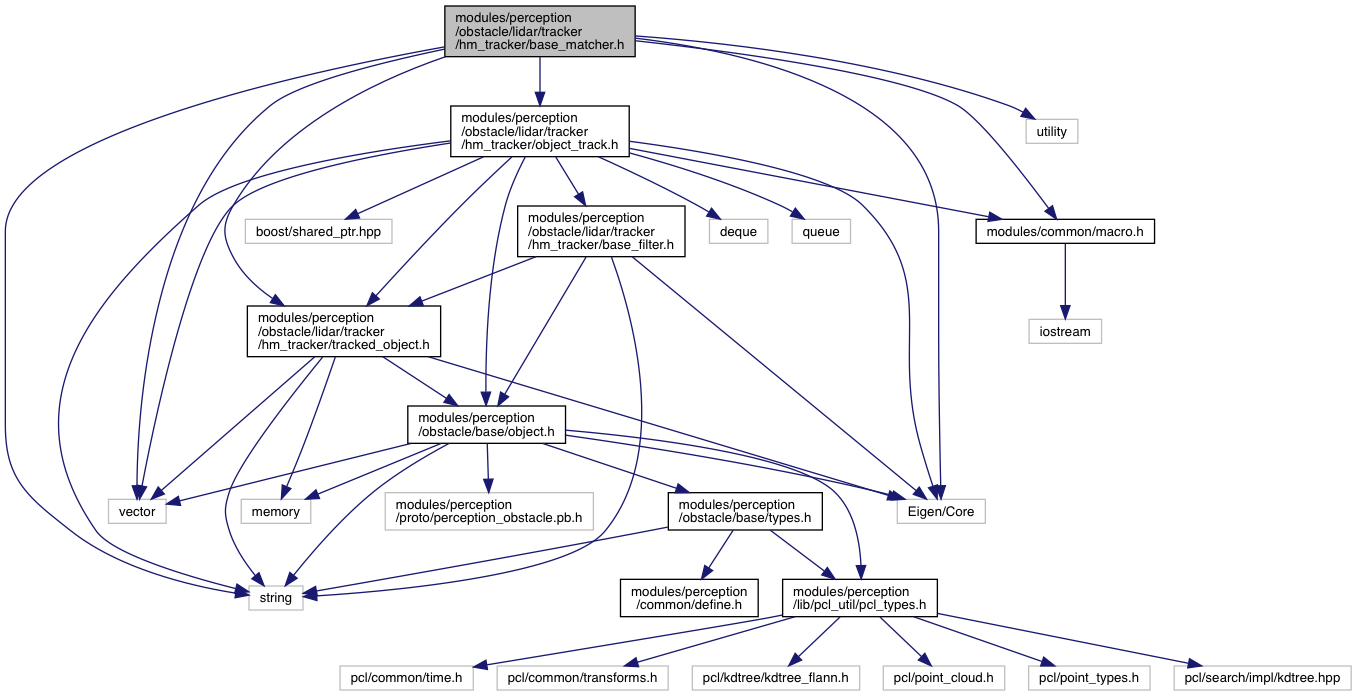 modules/perception
/obstacle/lidar/tracker
/hm_tracker/base_matcher.h
modules/perception
/obstacle/lidar/tracker
/hm_tracker/object_track.h
utility
boost/shared_ptr.hpp
modules/perception
/obstacle/lidar/tracker
/hm_tracker/base_filter.h
deque
queue
modules/common/macro.h
modules/perception
/obstacle/lidar/tracker
/hm_tracker/tracked_object.h
iostream
modules/perception
/obstacle/base/object.h
vector
memory
modules/perception
/proto/perception_obstacle.pb.h
modules/perception
/obstacle/base/types.h
Eigen/Core
string
modules/perception
/common/define.h
modules/perception
/lib/pcl_util/pcl_types.h
pcl/common/time.h
pcl/common/transforms.h
pcl/kdtree/kdtree_flann.h
pcl/point_cloud.h
pcl/point_types.h
pcl/search/impl/kdtree.hpp